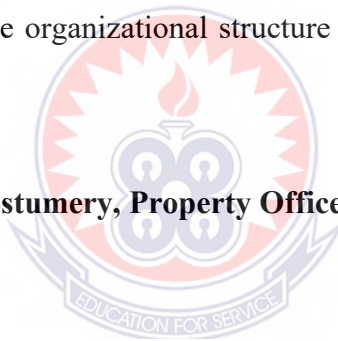 e organizational structure
stumery, Property Office
EDUCATION FOR SERVICE